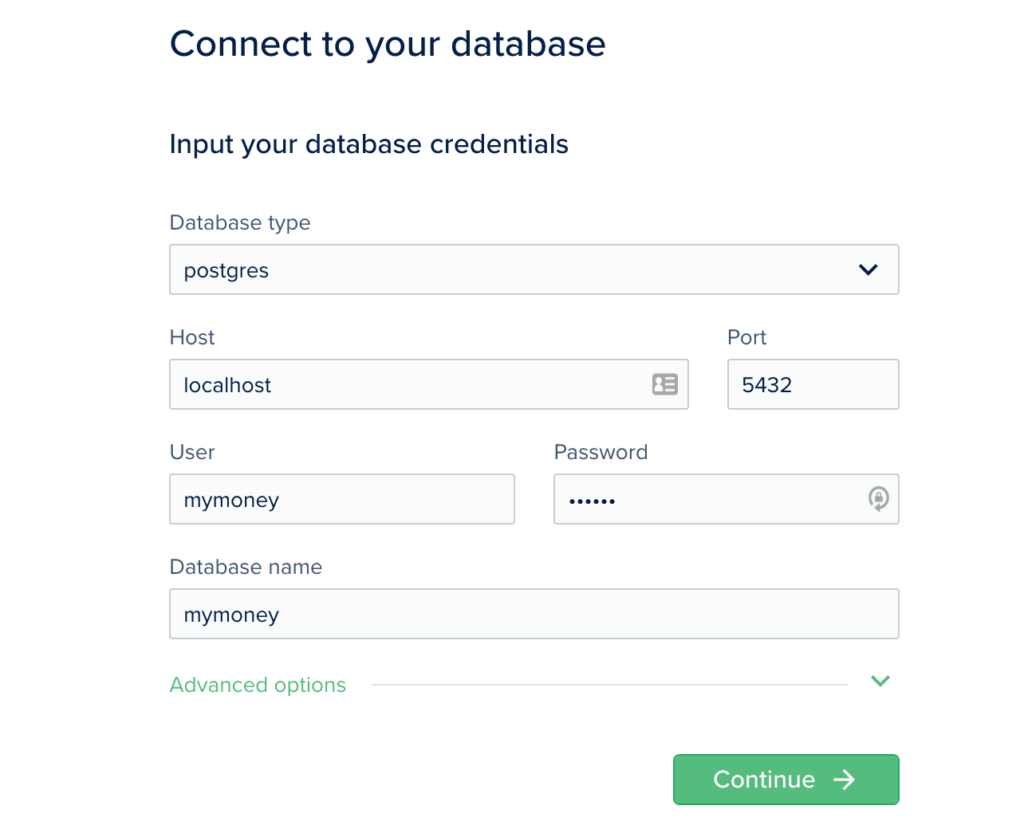 Connect to your database
Input your database credentials
Database type
postgres
Host
Port
localhost
5432
User
Password
mymoney
••••••
Database name
mymoney
Advanced options
Continue →